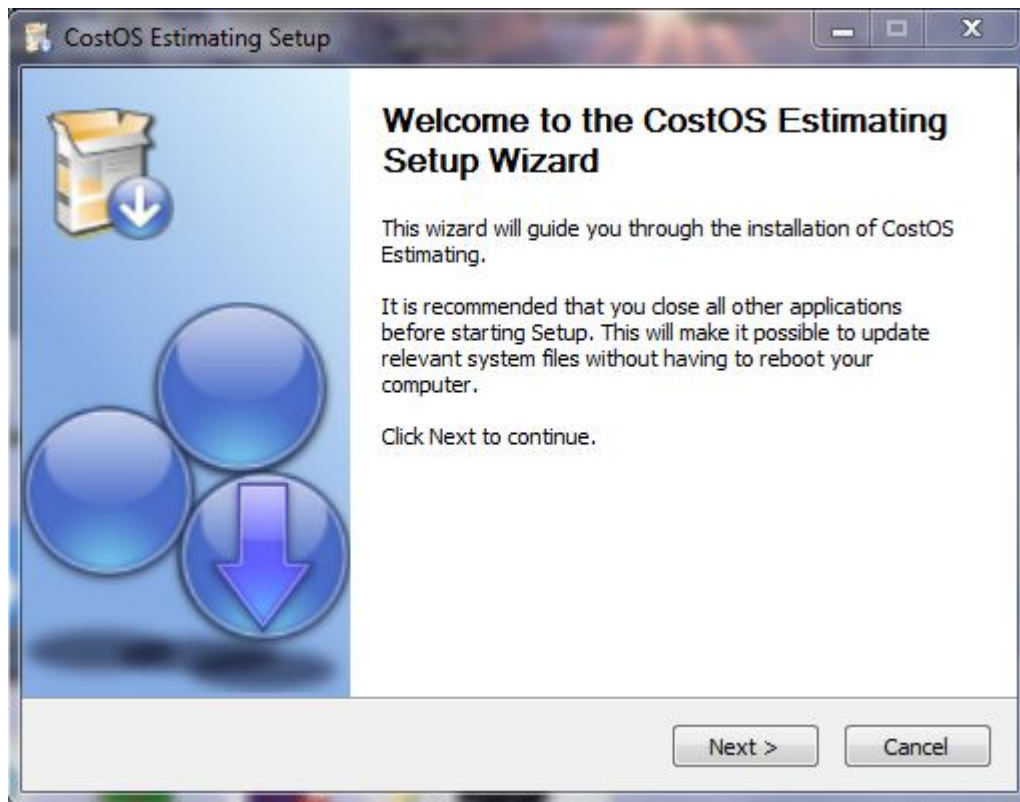 CostOS Estimating Setup
Welcome to the CostOS Estimating
Setup Wizard
This wizard will guide you through the installation of CostOS
Estimating.
It is recommended that you close all other applications
before starting Setup. This will make it possible to update
relevant system files without having to reboot your
computer.
Click Next to continue.
Next >
Cancel